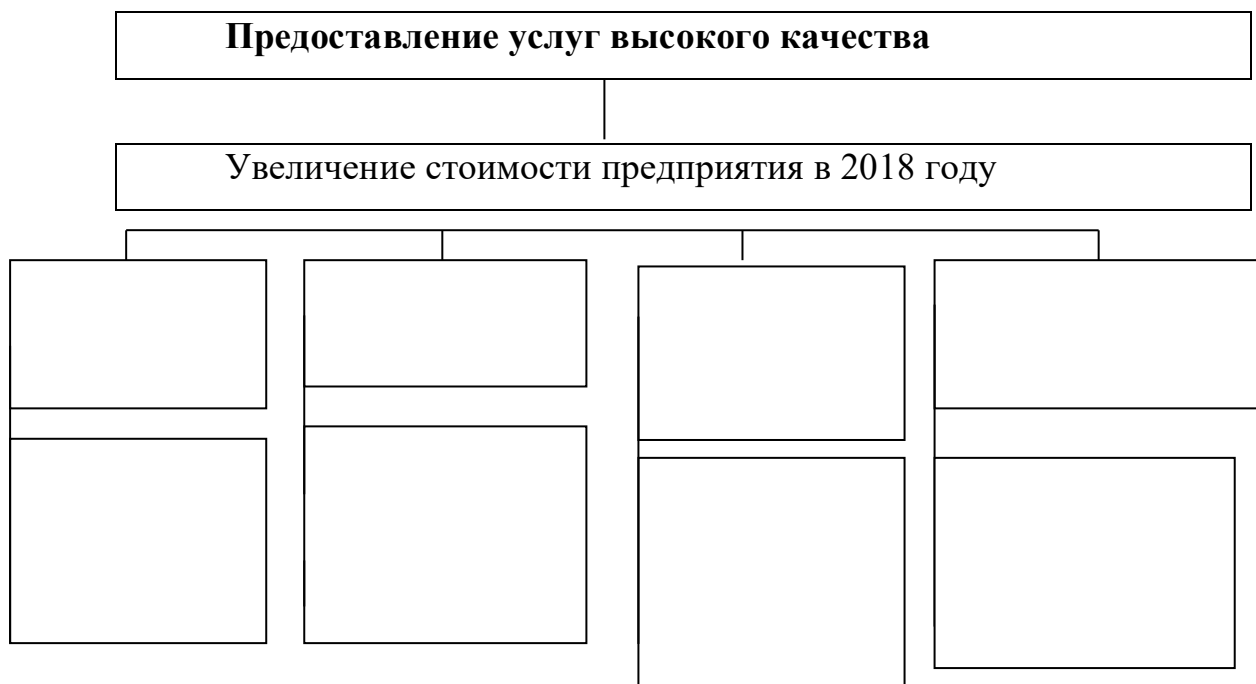 Предоставление услуг высокого качества
Увеличение стоимости предприятия в 2018 году